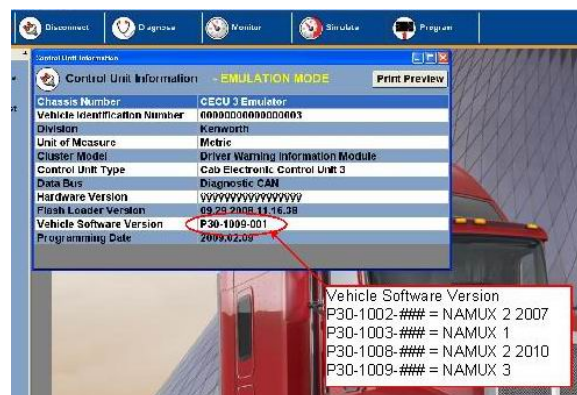 Disconnect Diagnose Monitor Simulate Program
Control Unit Information
Control Unit Information - EMULATION MODE Print Preview
Chassis Number CECU 3 Emulator
Vehicle Identification Number 00000000000000003
Division Kenworth
Unit of Measure Metric
Cluster Model Driver Warning Information Module
Control Unit Type Cab Electronic Control Unit 3
Data Bus Diagnostic CAN
Hardware Version
Flash Loader Version 09.29.2008.11.16.38
Vehicle Software Version P30-1009-001
Programming Date 2009.02.09
Vehicle Software Version
P30-1002-### = NAMUX 2 2007
P30-1003-### = NAMUX 1
P30-1008-### = NAMUX 2 2010
P30-1009-### = NAMUX 3